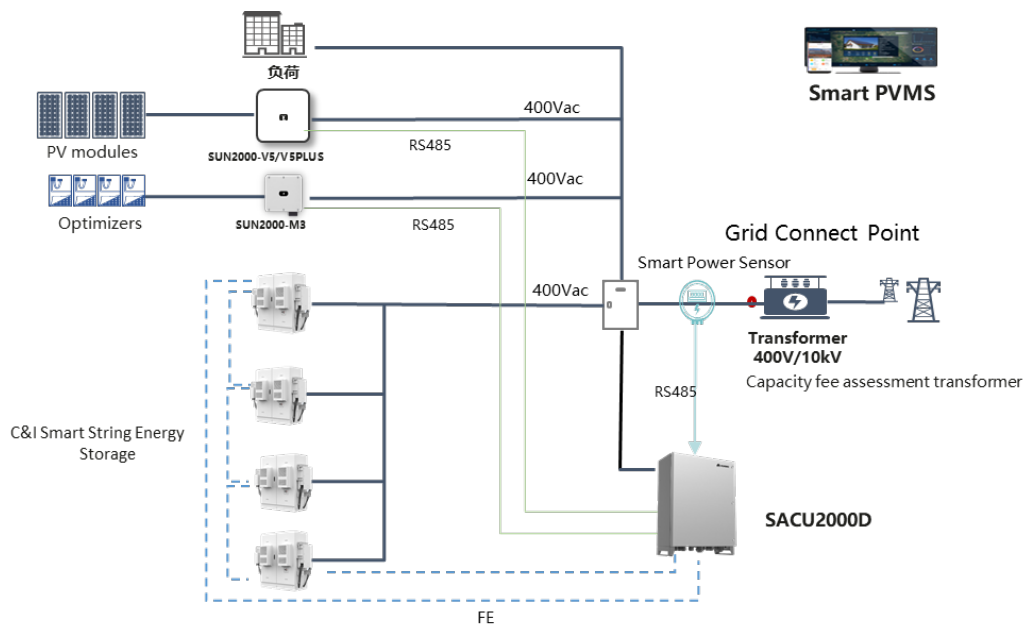 负荷
Smart PVMS
400Vac
PV modules
RS485
SUN2000-V5/V5PLUS
400Vac
Optimizers
SUN2000-M3
RS485
Grid Connect Point
Smart Power Sensor
400Vac
Transformer
400V/10kV
Capacity fee assessment transformer
RS485
C&I Smart String Energy
Storage
SACU2000D
FE